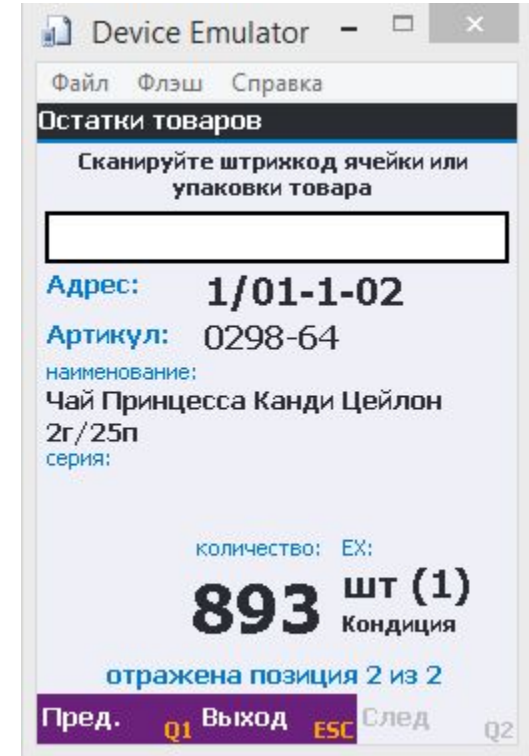 Device Emulator
Файл Флэш Справка
Остатки товаров
Сканируйте штрихкод ячейки или
упаковки товара
Адрес: 1/01-1-02
Артикул: 0298-64
наименование:
Чай Принцесса Канди Цейлон
2г/25п
серия:
количество: ЕХ:
893 шт (1)
Кондиция
отражена позиция 2 из 2
Пред. Q1 Выход ESC След Q2